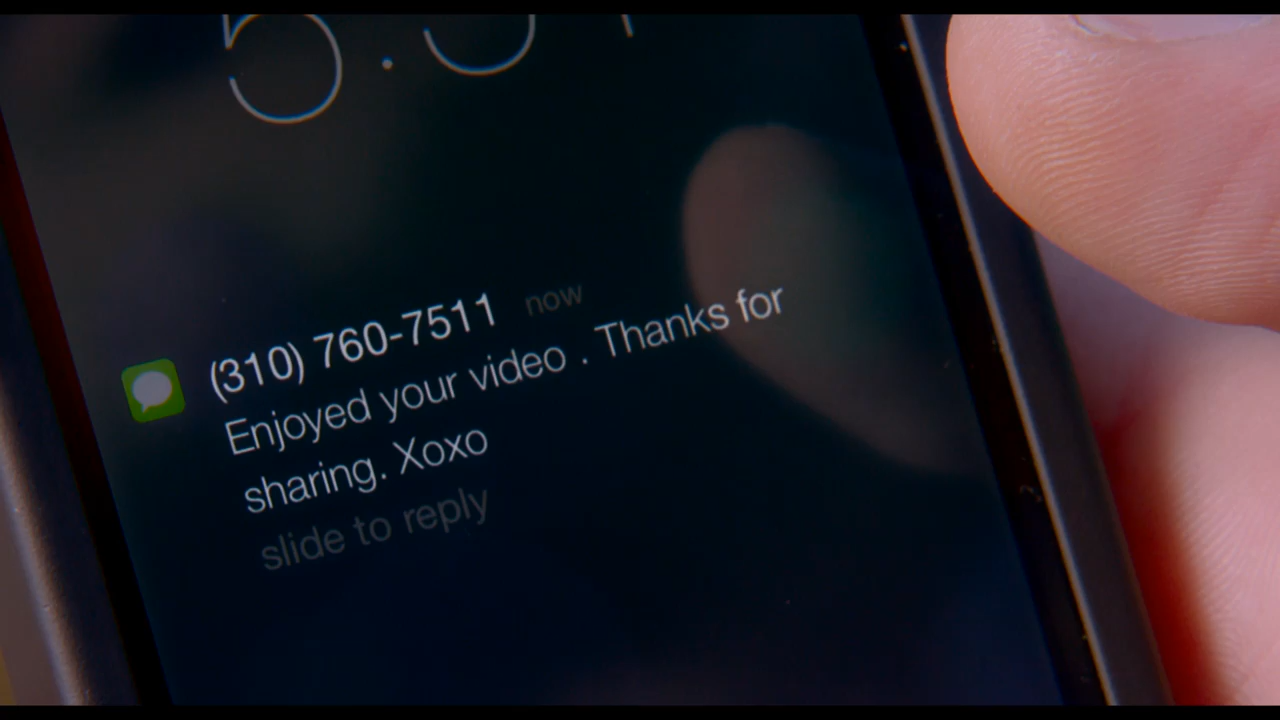 (310) 760-7511 now
Enjoyed your video . Thanks for
sharing. Xoxo
slide to reply